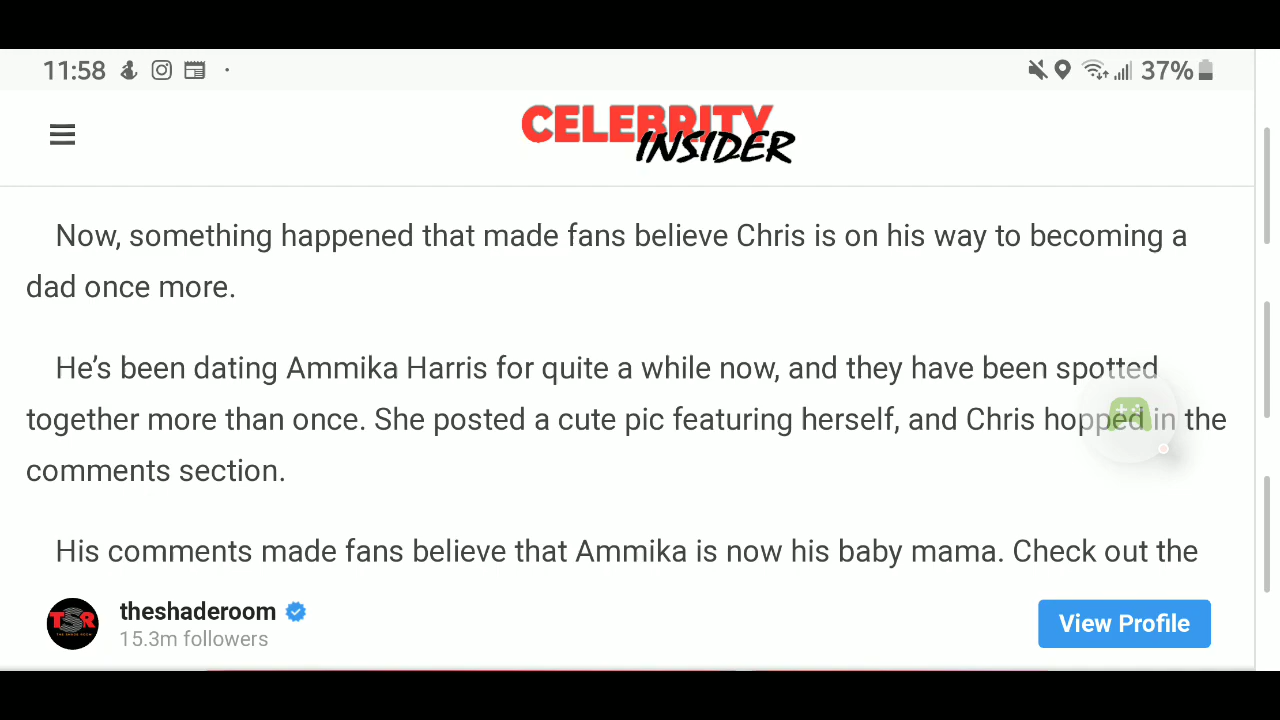 11:58
37%
CELEBRITY
INSIDER
Now, something happened that made fans believe Chris is on his way to becoming a
dad once more.
He’s been dating Ammika Harris for quite a while now, and they have been spotted
together more than once. She posted a cute pic featuring herself, and Chris hopped in the
comments section.
His comments made fans believe that Ammika is now his baby mama. Check out the
TSR
theshaderoom
15.3m followers
View Profile